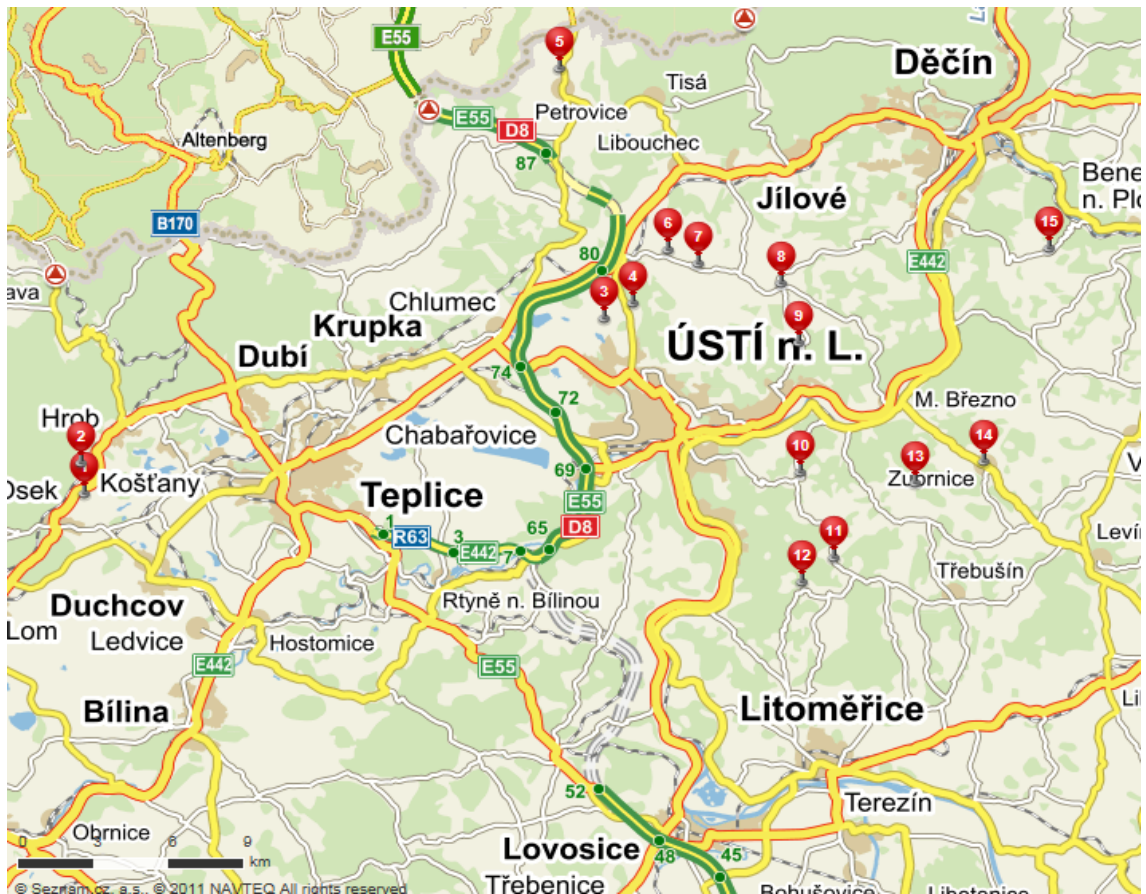 E55
5
Děčín
Tisá
E55
D8
Petrovice
Altenberg
87
Libouchec
Bene
n. Pl
Jílové
B170
6
7
15
8
E442
80
4
3
Chlumec
Krupka
9
ÚSTÍ n. L.
Dubí
74
72
M. Březno
Hrob
2
Chabařovice
14
10
13
1
Košťany
Osek
69
Zubrnice
Teplice
E55
D8
65
1
R63
3
E442
7
11
12
Leví
Třebušín
Rtyně n. Bílinou
Duchcov
Lom
Ledvice
Hostomice
E442
E55
Bílina
Litoměřice
52
Terezín
Obrnice
Lovosice
48
45
0 3 6 9
km
Třebenice
Bohušovice
Libotenice
© Seznam.cz, a.s., © 2011 NAVTEQ All rights reserved